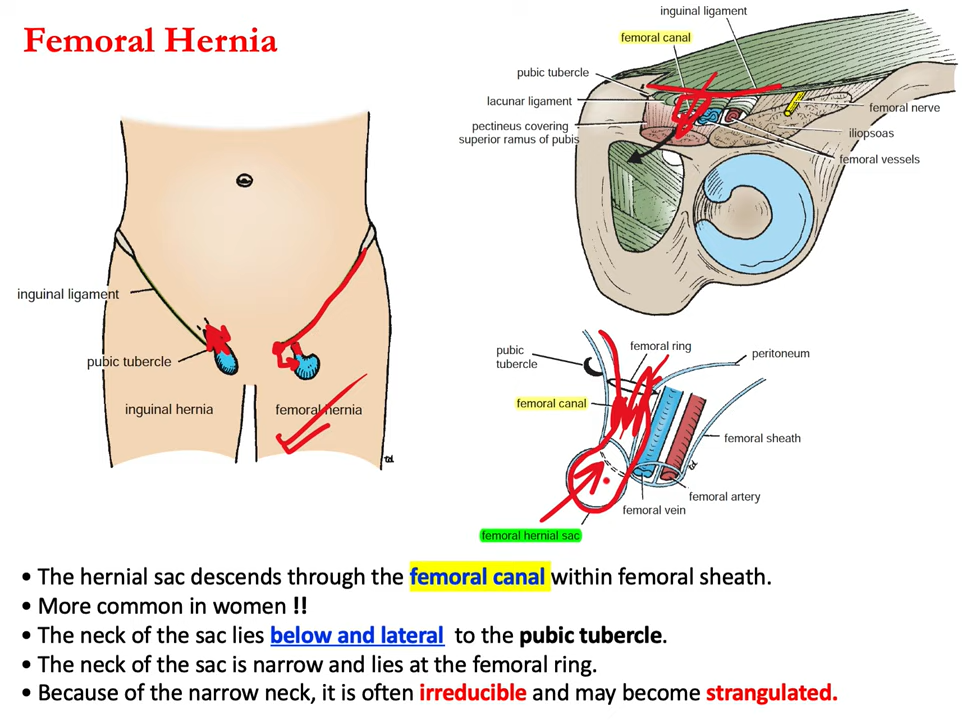 Femoral Hernia
inguinal ligament
femoral canal
pubic tubercle
lacunar ligament
pectineus covering
superior ramus of pubis
femoral nerve
iliopsoas
femoral vessels
inguinal ligament
pubic tubercle
inguinal hernia
femoral hernia
pubic
tubercle
femoral ring
peritoneum
femoral canal
femoral sheath
femoral artery
femoral vein
femoral hernial sac
• The hernial sac descends through the femoral canal within femoral sheath.
• More common in women !!
• The neck of the sac lies below and lateral to the pubic tubercle.
• The neck of the sac is narrow and lies at the femoral ring.
• Because of the narrow neck, it is often irreducible and may become strangulated.